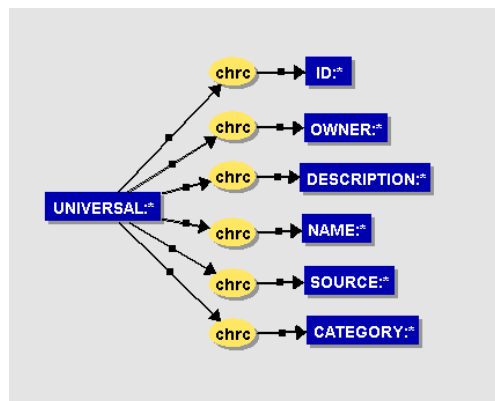 chrc ID:*
chrc OWNER:*
chrc DESCRIPTION:*
UNIVERSAL:*
chrc NAME:*
chrc SOURCE:*
chrc CATEGORY:*